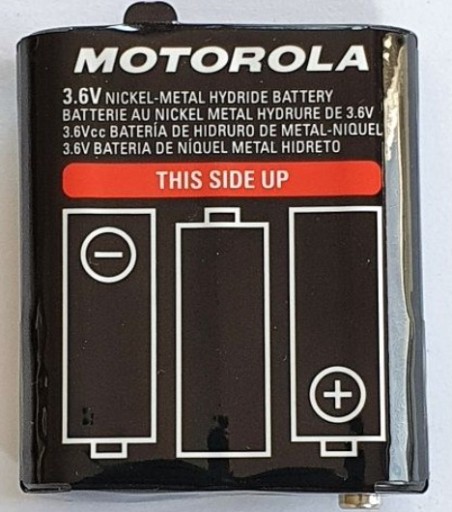 MOTOROLA
3.6V NICKEL-METAL HYDRIDE BATTERY
BATTERIE AU NICKEL METAL HYDRURE DE 3.6V
3.6Vcc BATERÍA DE HIDRURO DE METAL-NIQUEL
3.6V BATERIA DE NÍQUEL METAL HIDRETO
THIS SIDE UP
−
+